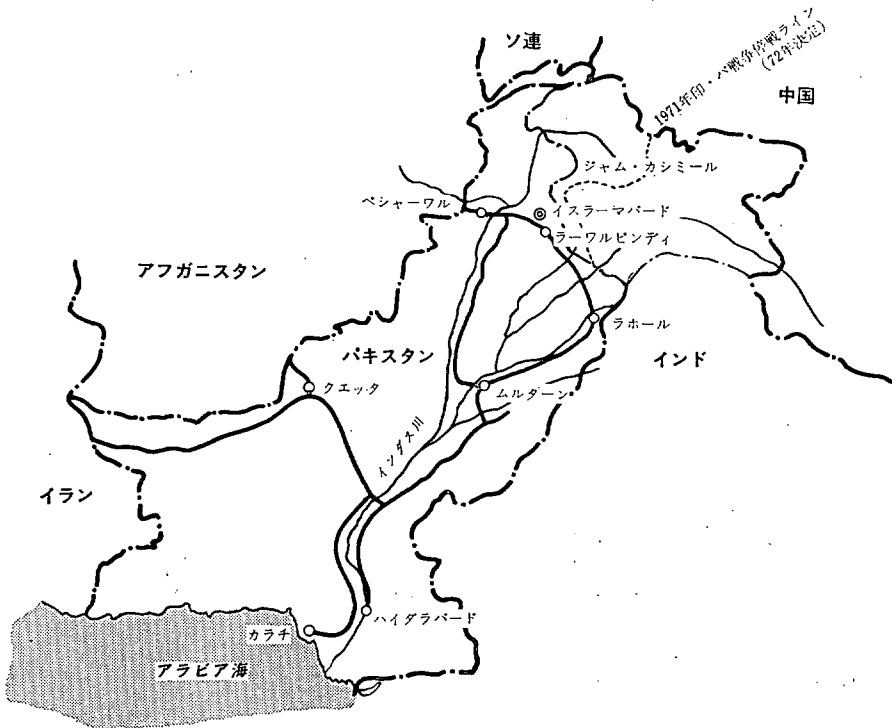 ソ連
1971年印・パ戦争停戦ライン
(72年決定)
中国
ジャム・カシミール
ペシャーワル
イスラーマバード
ラーワルピンディ
アフガニスタン
ラホール
パキスタン
インド
クエッタ
ムルターン
インダス川
イラン
ハイダラバード
カラチ
アラビア海